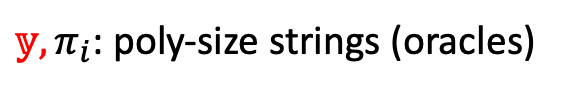 𝕪, 𝜋ᵢ: poly-size strings (oracles)